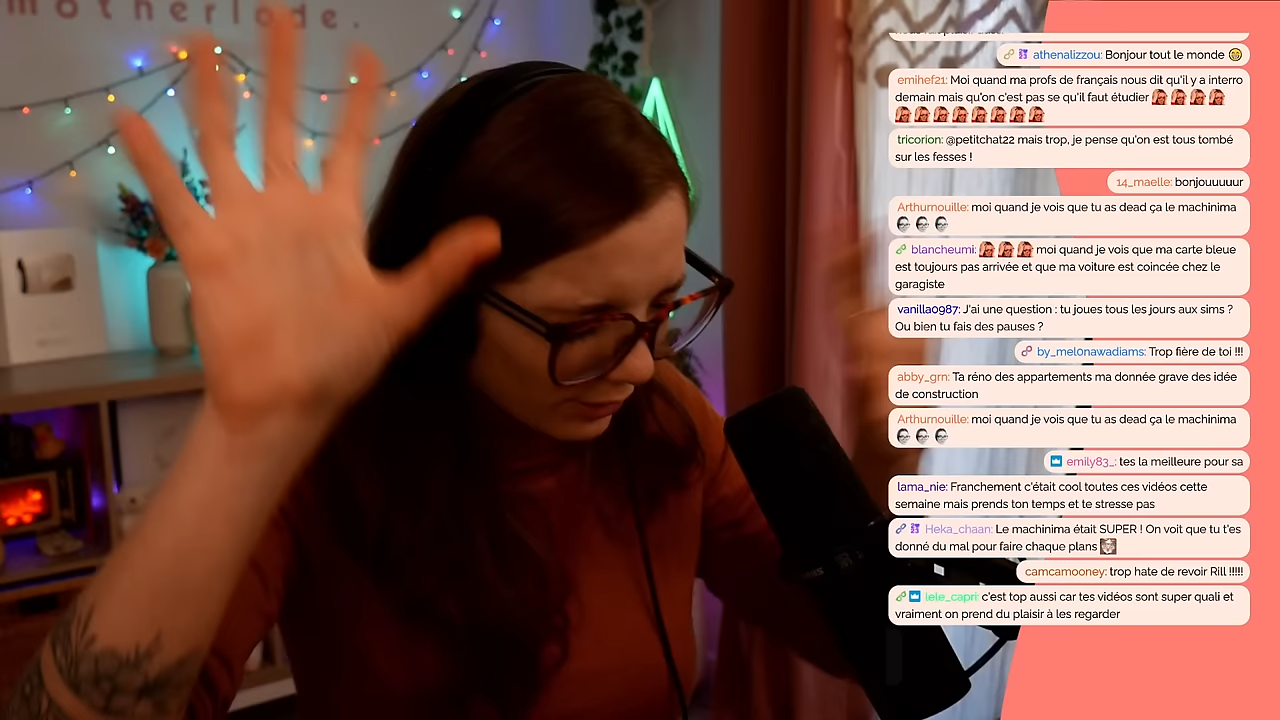 motherlode.
athenalizzou: Bonjour tout le monde
emihef21: Moi quand ma profs de français nous dit qu'il y a interro
demain mais qu'on c'est pas se qu'il faut étudier
tricorion: @petitchat22 mais trop, je pense qu'on est tous tombé
sur les fesses !
14_maelle: bonjouuuuur
Arthurnouille: moi quand je vois que tu as dead ça le machinima
blancheumi: moi quand je vois que ma carte bleue
est toujours pas arrivée et que ma voiture est coincée chez le
garagiste
vanilla0987: J'ai une question : tu joues tous les jours aux sims ?
Ou bien tu fais des pauses ?
by_mel0nawadiams: Trop fière de toi !!!
abby_grn: Ta réno des appartements ma donnée grave des idée
de construction
Arthurnouille: moi quand je vois que tu as dead ça le machinima
emily83_: tes la meilleure pour sa
lama_nie: Franchement c'était cool toutes ces vidéos cette
semaine mais prends ton temps et te stresse pas
Heka_chaan: Le machinima était SUPER ! On voit que tu t'es
donné du mal pour faire chaque plans
camcamooney: trop hate de revoir Rill !!!!!
lele_capri: c'est top aussi car tes vidéos sont super quali et
vraiment on prend du plaisir à les regarder